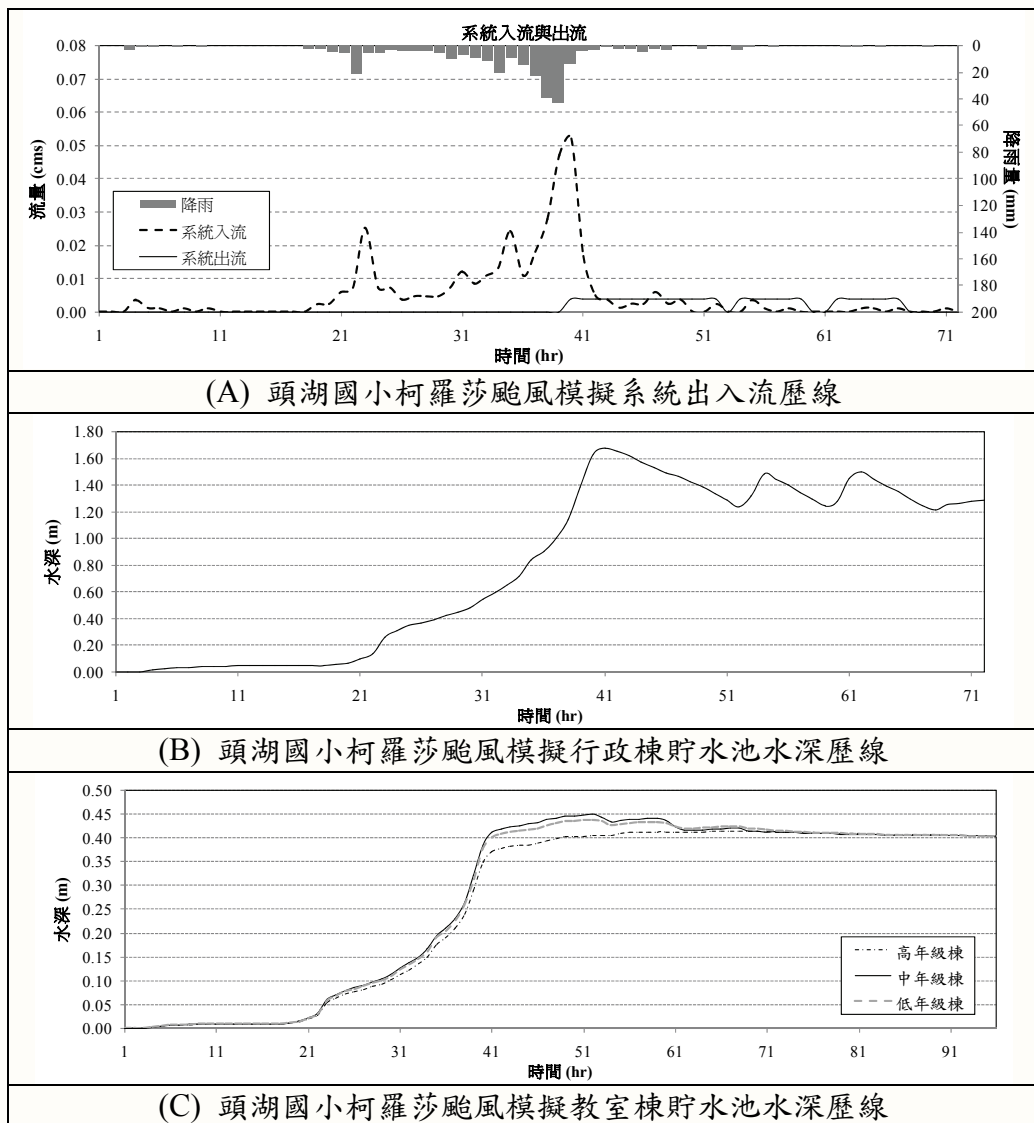 系統入流與出流
0.08
0.07
0.06
0.05
0.04
0.03
0.02
0.01
0.00
流量 (cms)
0
20
40
60
80
100
120
140
160
180
200
降雨量 (mm)
降雨
系統入流
系統出流
1 11 21 31 41 51 61 71
時間 (hr)
(A) 頭湖國小柯羅莎颱風模擬系統出入流歷線
1.80
1.60
1.40
1.20
1.00
0.80
0.60
0.40
0.20
0.00
水深 (m)
1 11 21 31 41 51 61 71
時間 (hr)
(B) 頭湖國小柯羅莎颱風模擬行政棟貯水池水深歷線
0.50
0.45
0.40
0.35
0.30
0.25
0.20
0.15
0.10
0.05
0.00
水深 (m)
高年級棟
中年級棟
低年級棟
1 11 21 31 41 51 61 71 81 91
時間 (hr)
(C) 頭湖國小柯羅莎颱風模擬教室棟貯水池水深歷線